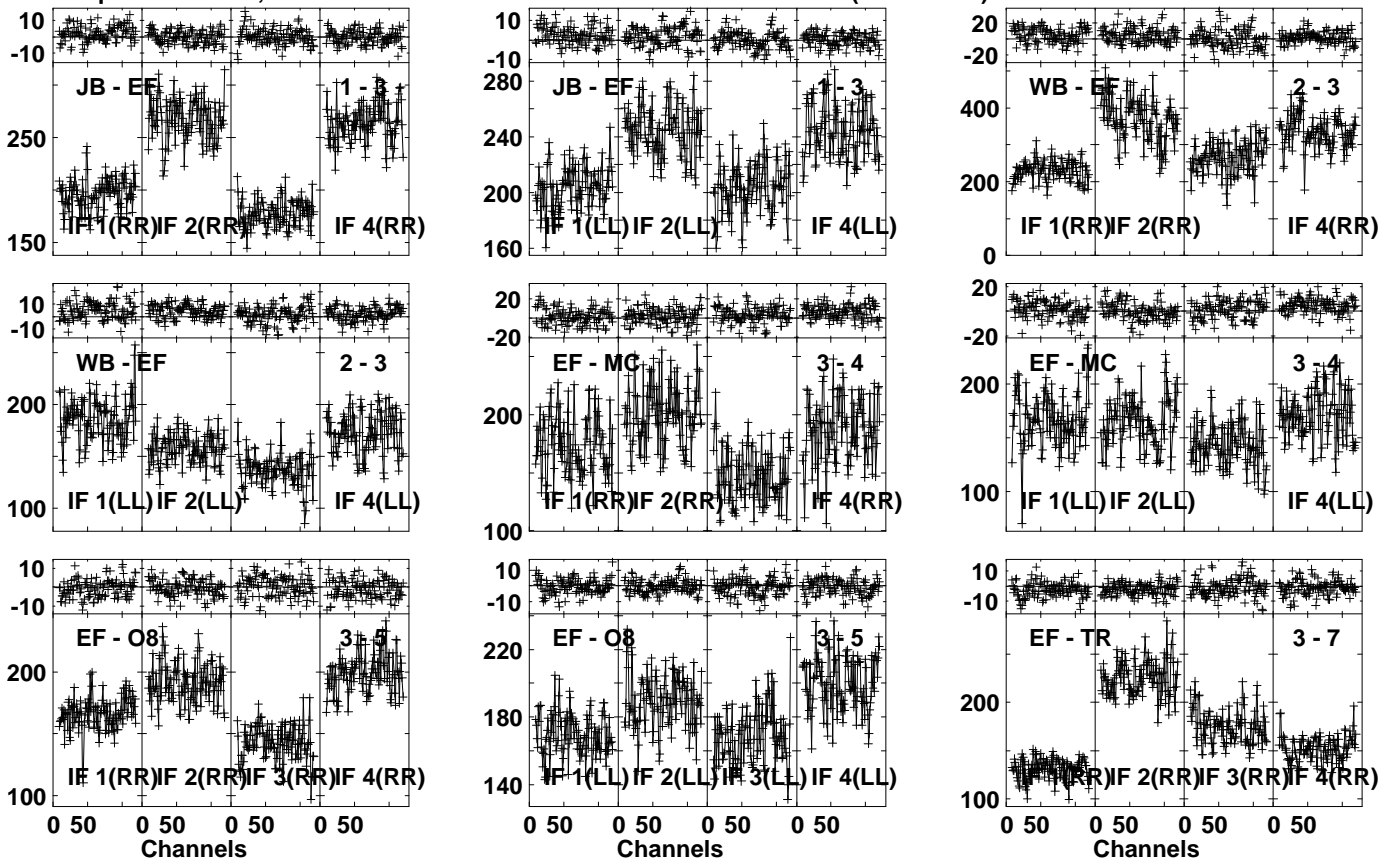 10 10 20
-10 -10 -20
JB - EF 1 - 3 JB - EF 1 - 3 WB - EF 2 - 3
280
400
250 240
200 200
IF 1(RR) IF 2(RR) IF 4(RR) IF 1(LL) IF 2(LL) IF 4(LL) IF 1(RR) IF 2(RR) IF 4(RR)
150 160 0
10 20 20
-10 -20 -20
WB - EF 2 - 3 EF - MC 3 - 4 EF - MC 3 - 4
200 200 200
100 100 100
IF 1(LL) IF 2(LL) IF 4(LL) IF 1(RR) IF 2(RR) IF 4(RR) IF 1(LL) IF 2(LL) IF 4(LL)
10 10 10
-10 -10 -10
EF - O8 3 - 5 EF - O8 3 - 5 EF - TR 3 - 7
200 220 200
180
IF 1(RR) IF 2(RR) IF 3(RR) IF 4(RR) IF 1(LL) IF 2(LL) IF 3(LL) IF 4(LL) (RR) IF 2(RR) IF 3(RR) IF 4(RR)
100 140 100
0 50 0 50 0 50 0 50 0 50 0 50 0 50 0 50 0 50 0 50 0 50 0 50
Channels Channels Channels